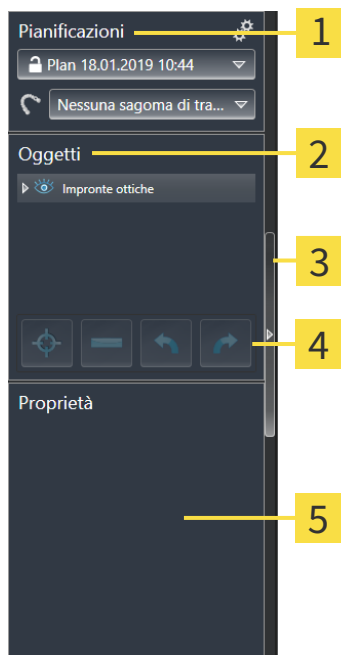 Pianificazioni
1
Plan 18.01.2019 10:44
Nessuna sagoma di tra...
Oggetti
2
Impronte ottiche
3
4
Proprietà
5